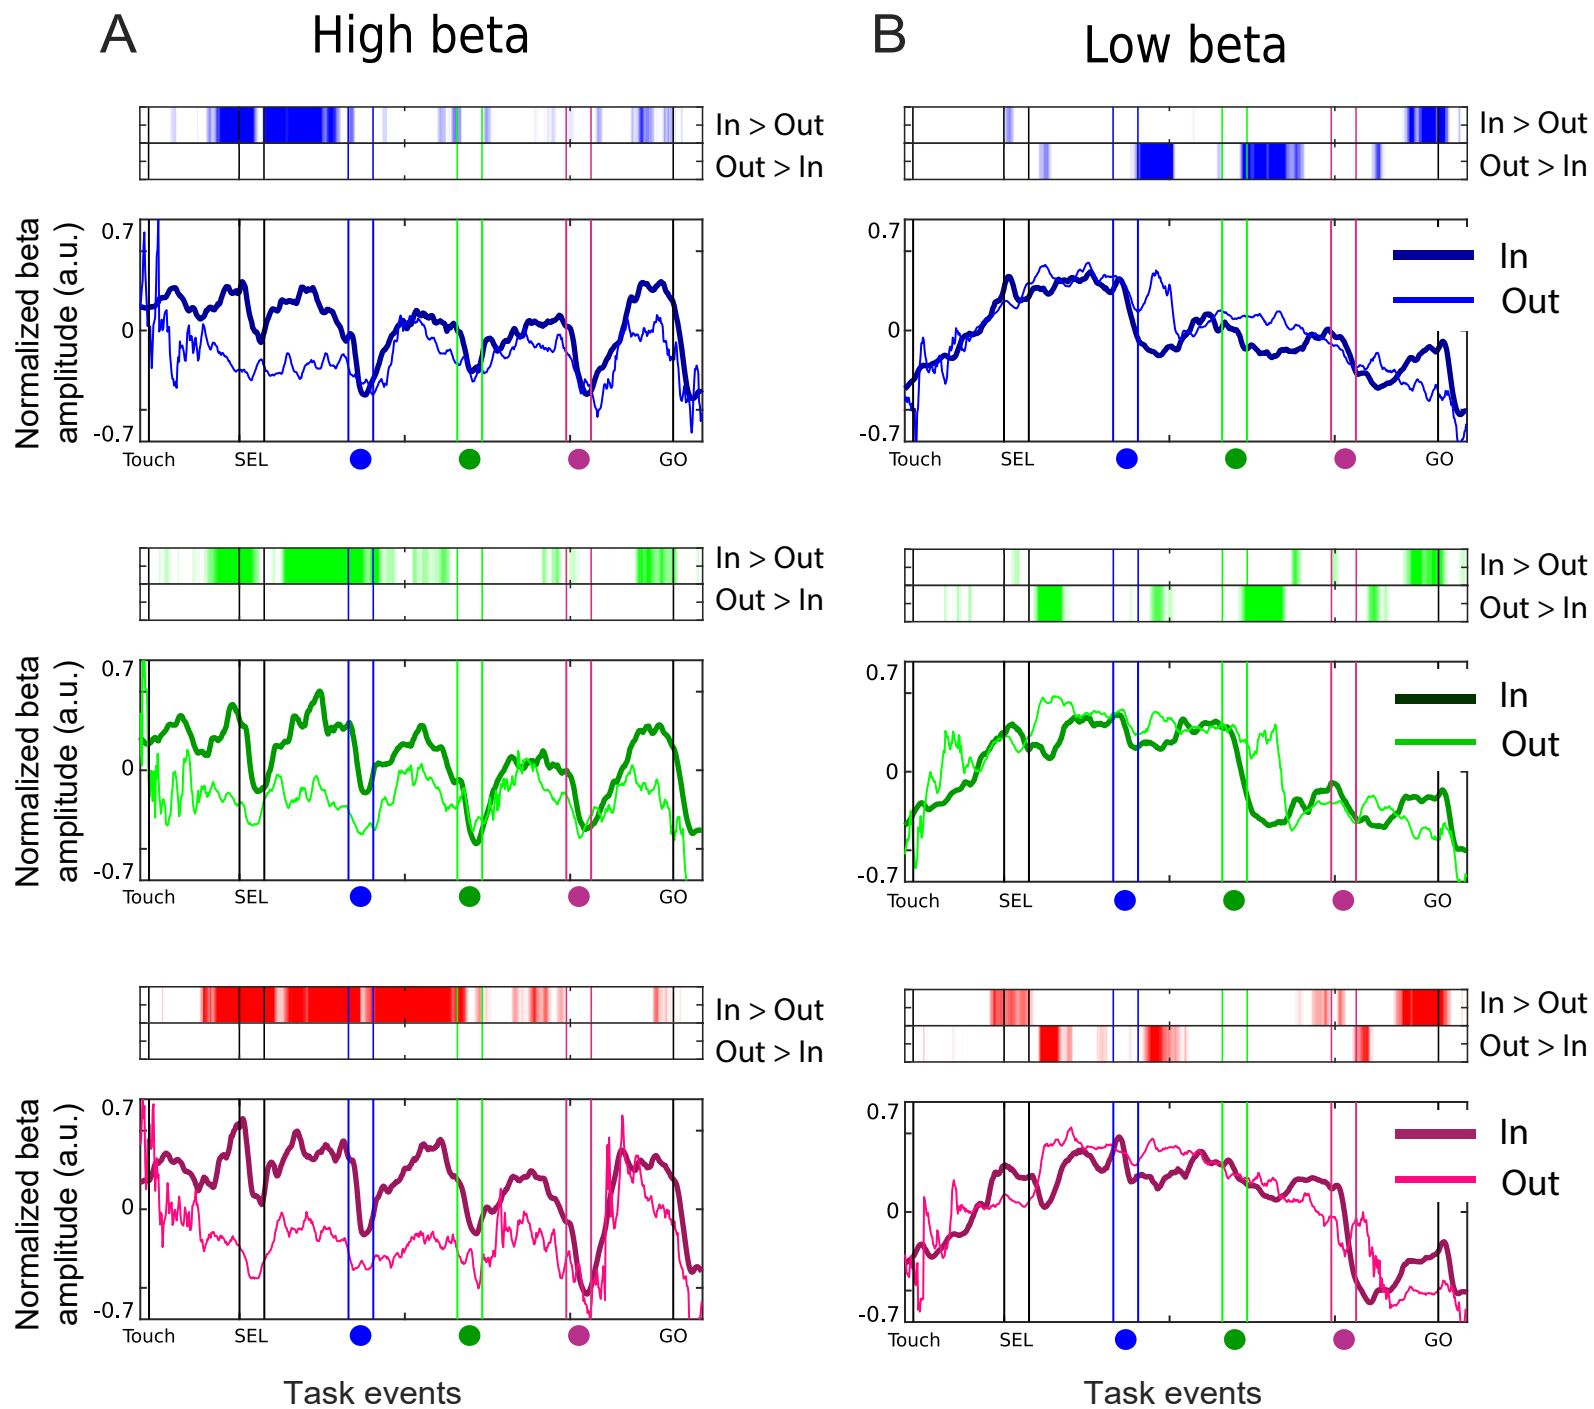 A
High beta
B
Low beta
In > Out
Out > In
In > Out
Out > In
Normalized beta
amplitude (a.u.)
0.7
0
-0.7
Touch
SEL
GO
0.7
0
-0.7
In
Out
Touch
SEL
GO
In > Out
Out > In
In > Out
Out > In
Normalized beta
amplitude (a.u.)
0.7
0
-0.7
Touch
SEL
GO
0.7
0
-0.7
In
Out
Touch
SEL
GO
In > Out
Out > In
In > Out
Out > In
Normalized beta
amplitude (a.u.)
0.7
0
-0.7
Touch
SEL
GO
0.7
0
-0.7
In
Out
Touch
SEL
GO
Task events
Task events